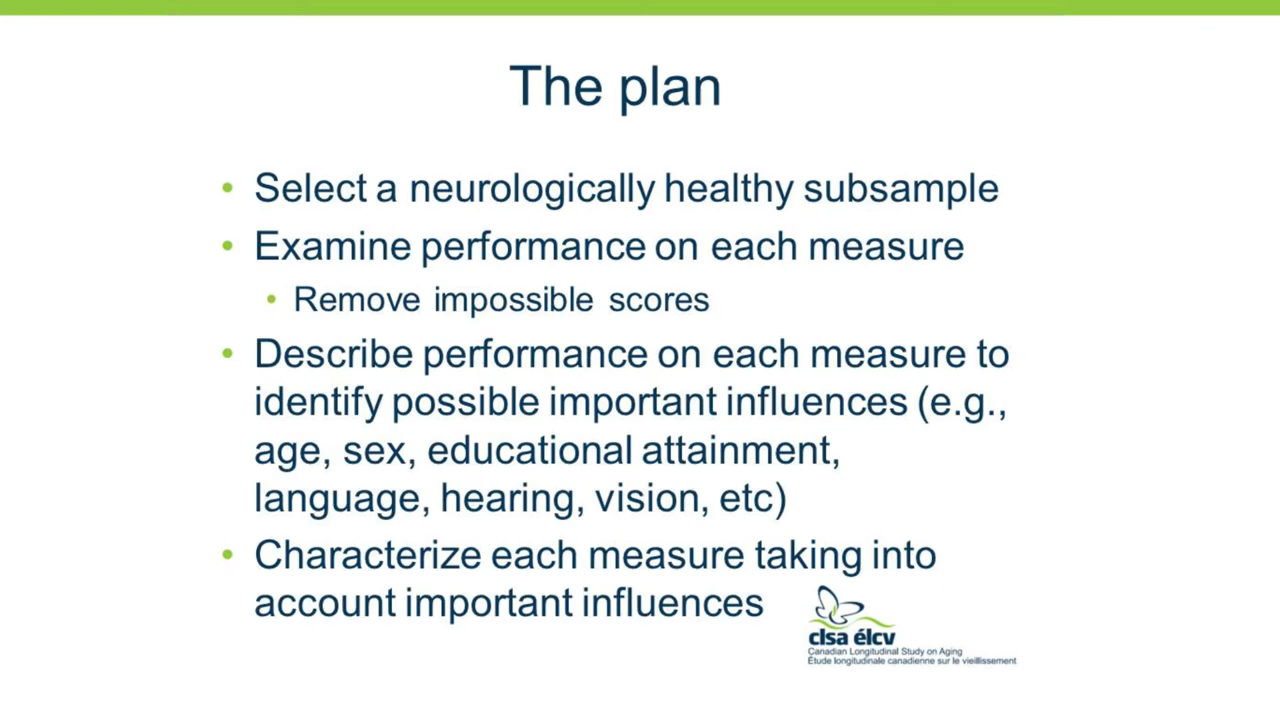 The plan
• Select a neurologically healthy subsample
• Examine performance on each measure
• Remove impossible scores
• Describe performance on each measure to
identify possible important influences (e.g.,
age, sex, educational attainment,
language, hearing, vision, etc)
• Characterize each measure taking into
account important influences
clsa élcv
Canadian Longitudinal Study on Aging
Étude longitudinale canadienne sur le vieillissement